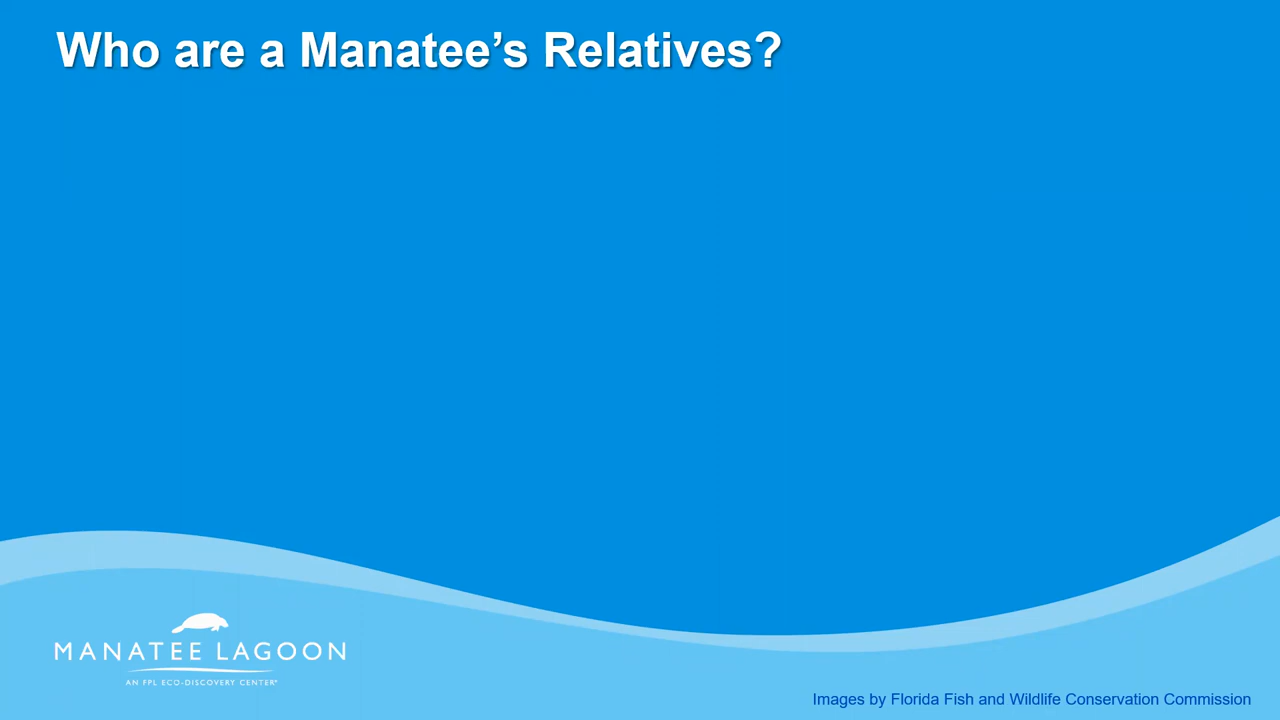 Who are a Manatee’s Relatives?
MANATEE LAGOON
AN FPL ECO-DISCOVERY CENTER
Images by Florida Fish and Wildlife Conservation Commission